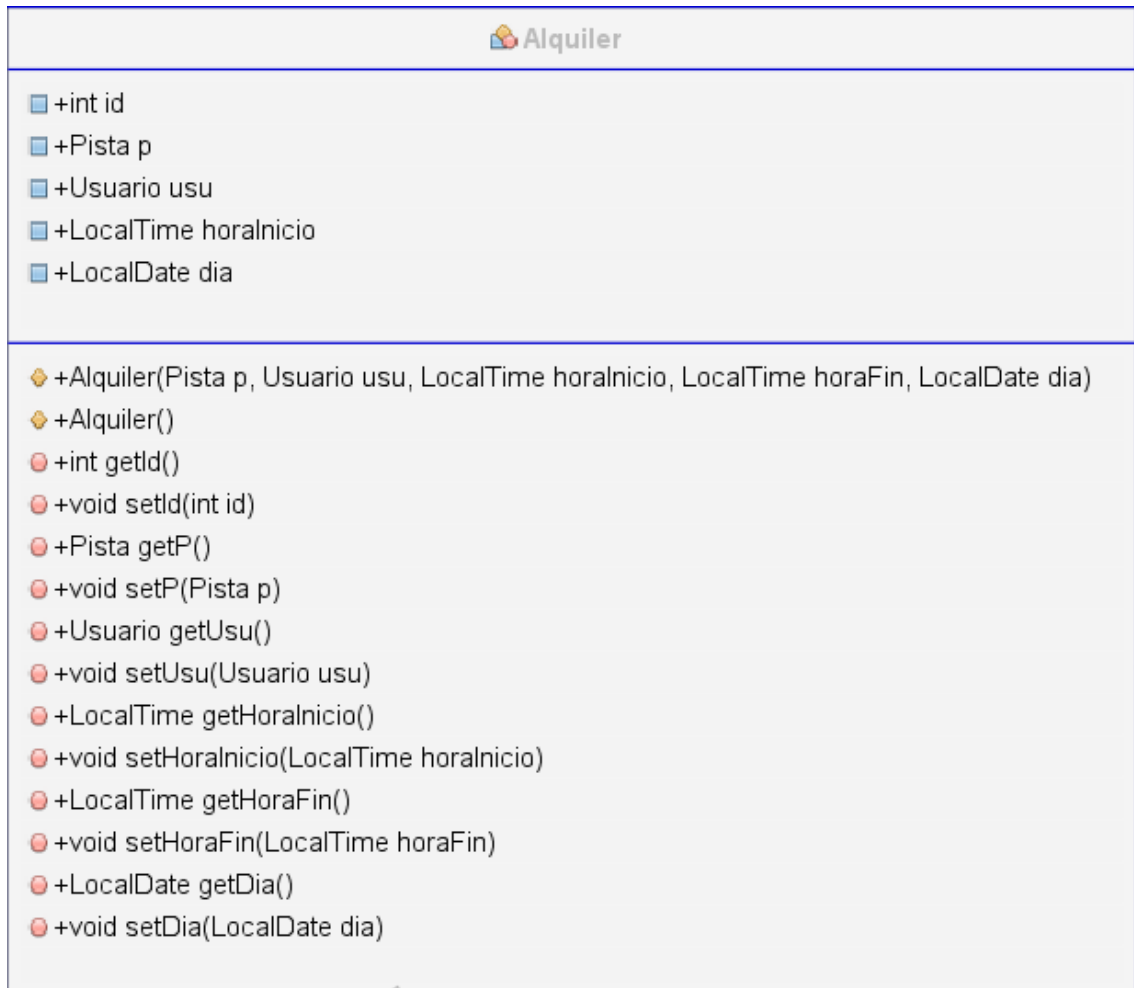 Alquiler
+int id
+Pista p
+Usuario usu
+LocalTime horaInicio
+LocalDate dia
+Alquiler(Pista p, Usuario usu, LocalTime horaInicio, LocalTime horaFin, LocalDate dia)
+Alquiler()
+int getId()
+void setId(int id)
+Pista getP()
+void setP(Pista p)
+Usuario getUsu()
+void setUsu(Usuario usu)
+LocalTime getHoraInicio()
+void setHoraInicio(LocalTime horaInicio)
+LocalTime getHoraFin()
+void setHoraFin(LocalTime horaFin)
+LocalDate getDia()
+void setDia(LocalDate dia)